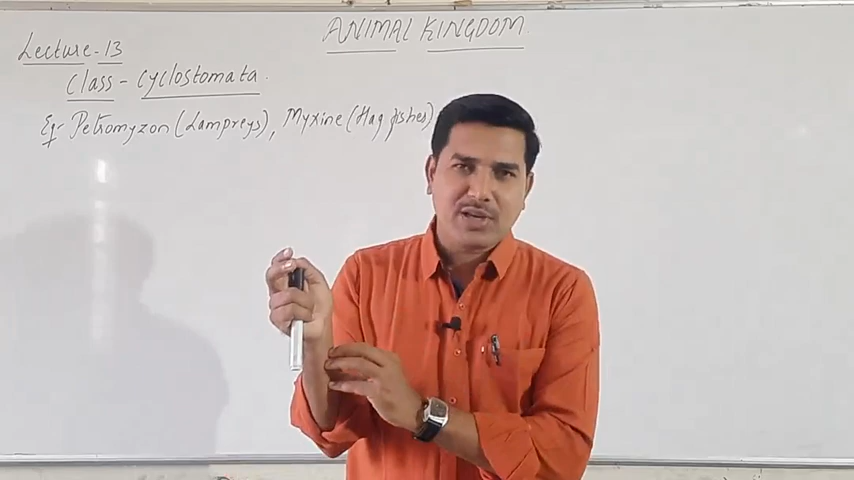 ANIMAL KINGDOM
Lecture-13
Class - Cyclostomata.
Eg- Petromyzon (Lampreys), Myxine (Hag fishes)